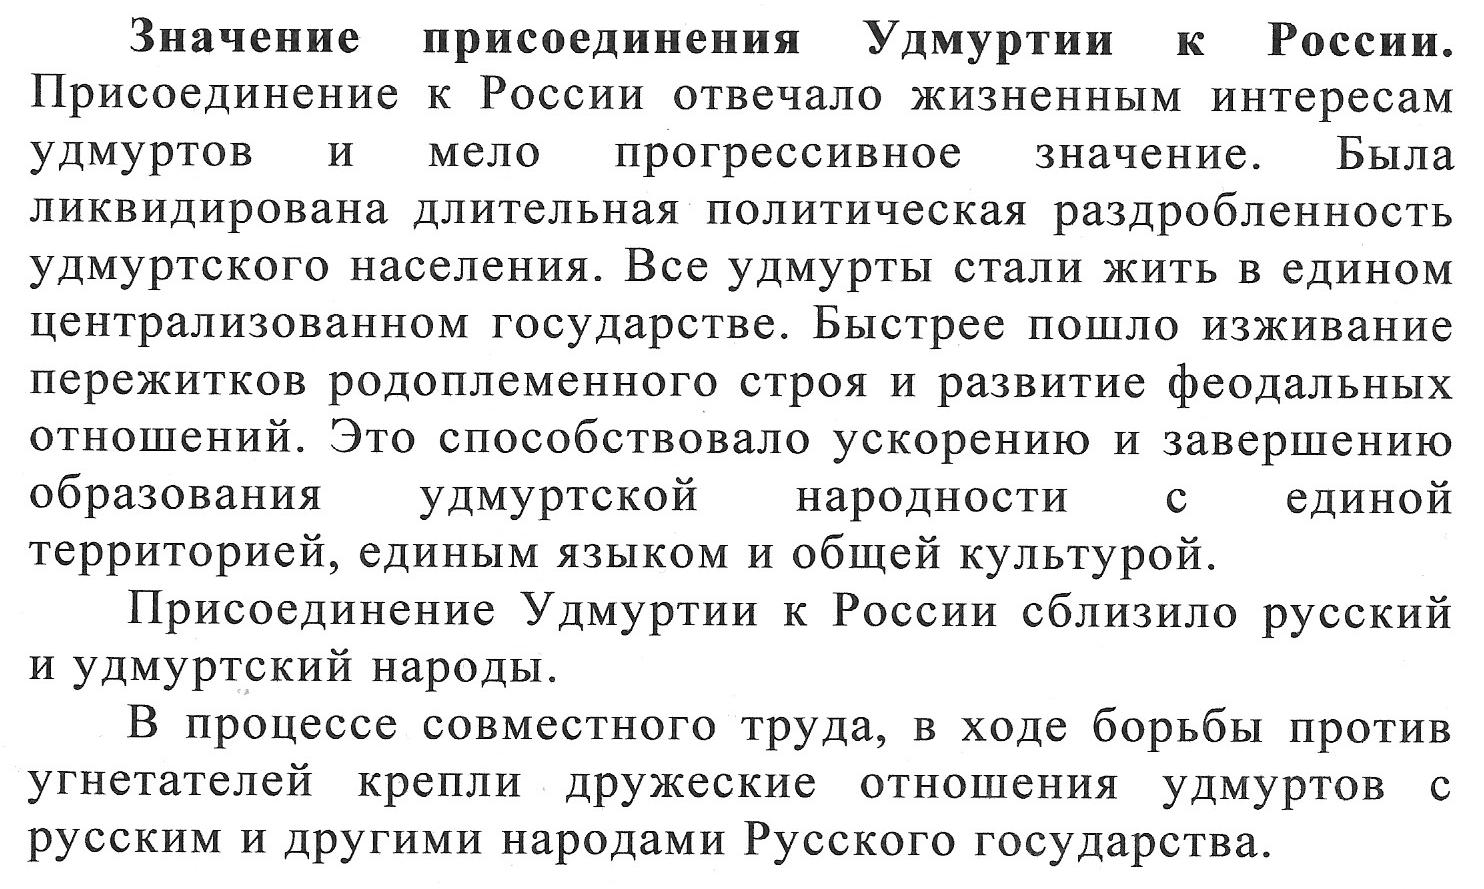 Значение присоединения Удмуртии к России.
Присоединение к России отвечало жизненным интересам
удмуртов и мело прогрессивное значение. Была
ликвидирована длительная политическая раздробленность
удмуртского населения. Все удмурты стали жить в едином
централизованном государстве. Быстрее пошло изживание
пережитков родоплеменного строя и развитие феодальных
отношений. Это способствовало ускорению и завершению
образования удмуртской народности с единой
территорией, единым языком и общей культурой.
Присоединение Удмуртии к России сблизило русский
и удмуртский народы.
В процессе совместного труда, в ходе борьбы против
угнетателей крепли дружеские отношения удмуртов с
русским и другими народами Русского государства.